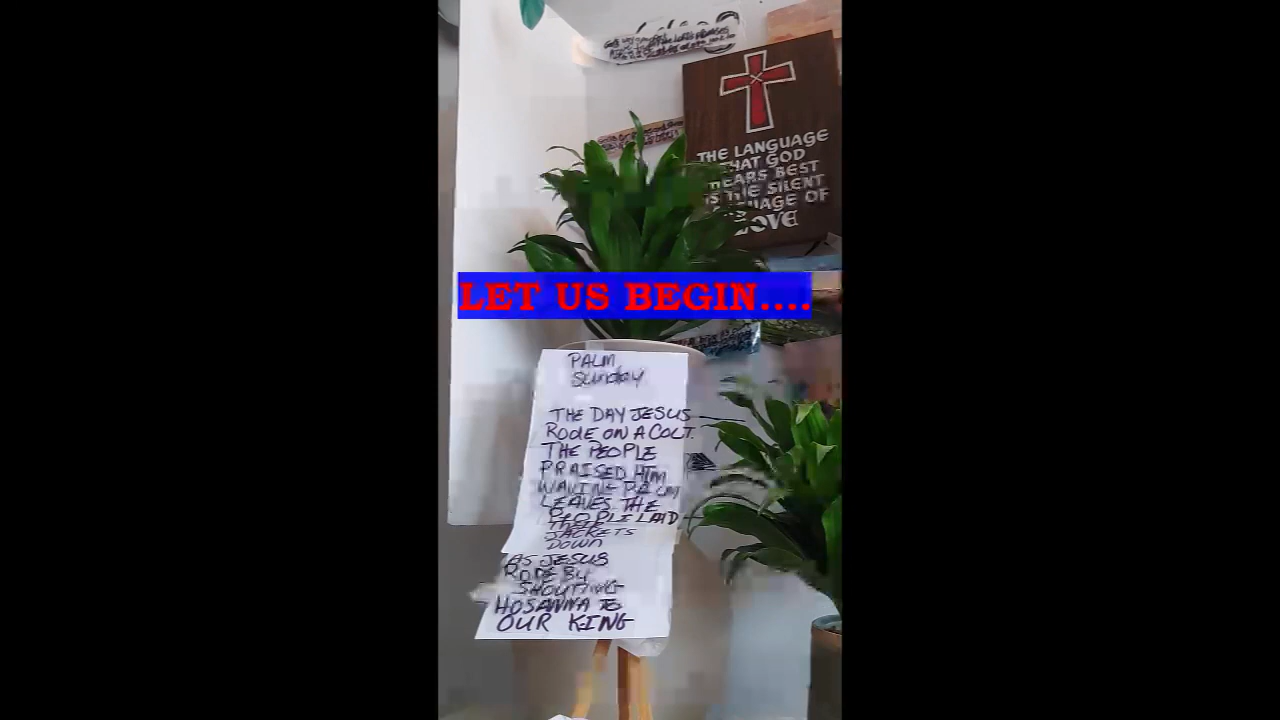 THE LANGUAGE
THAT GOD
HEARS BEST
IS THE SILENT
LANGUAGE OF
LOVE
LET US BEGIN....
PALM
Sunday
THE DAY JESUS
RODE ON A COLT.
THE PEOPLE
PRAISED HIM
WAVING PALM
LEAVES THE
PEOPLE LAID
THEIR
JACKETS
DOWN
AS JESUS
RODE BY
SHOUTING
HOSANNA TO
OUR KING